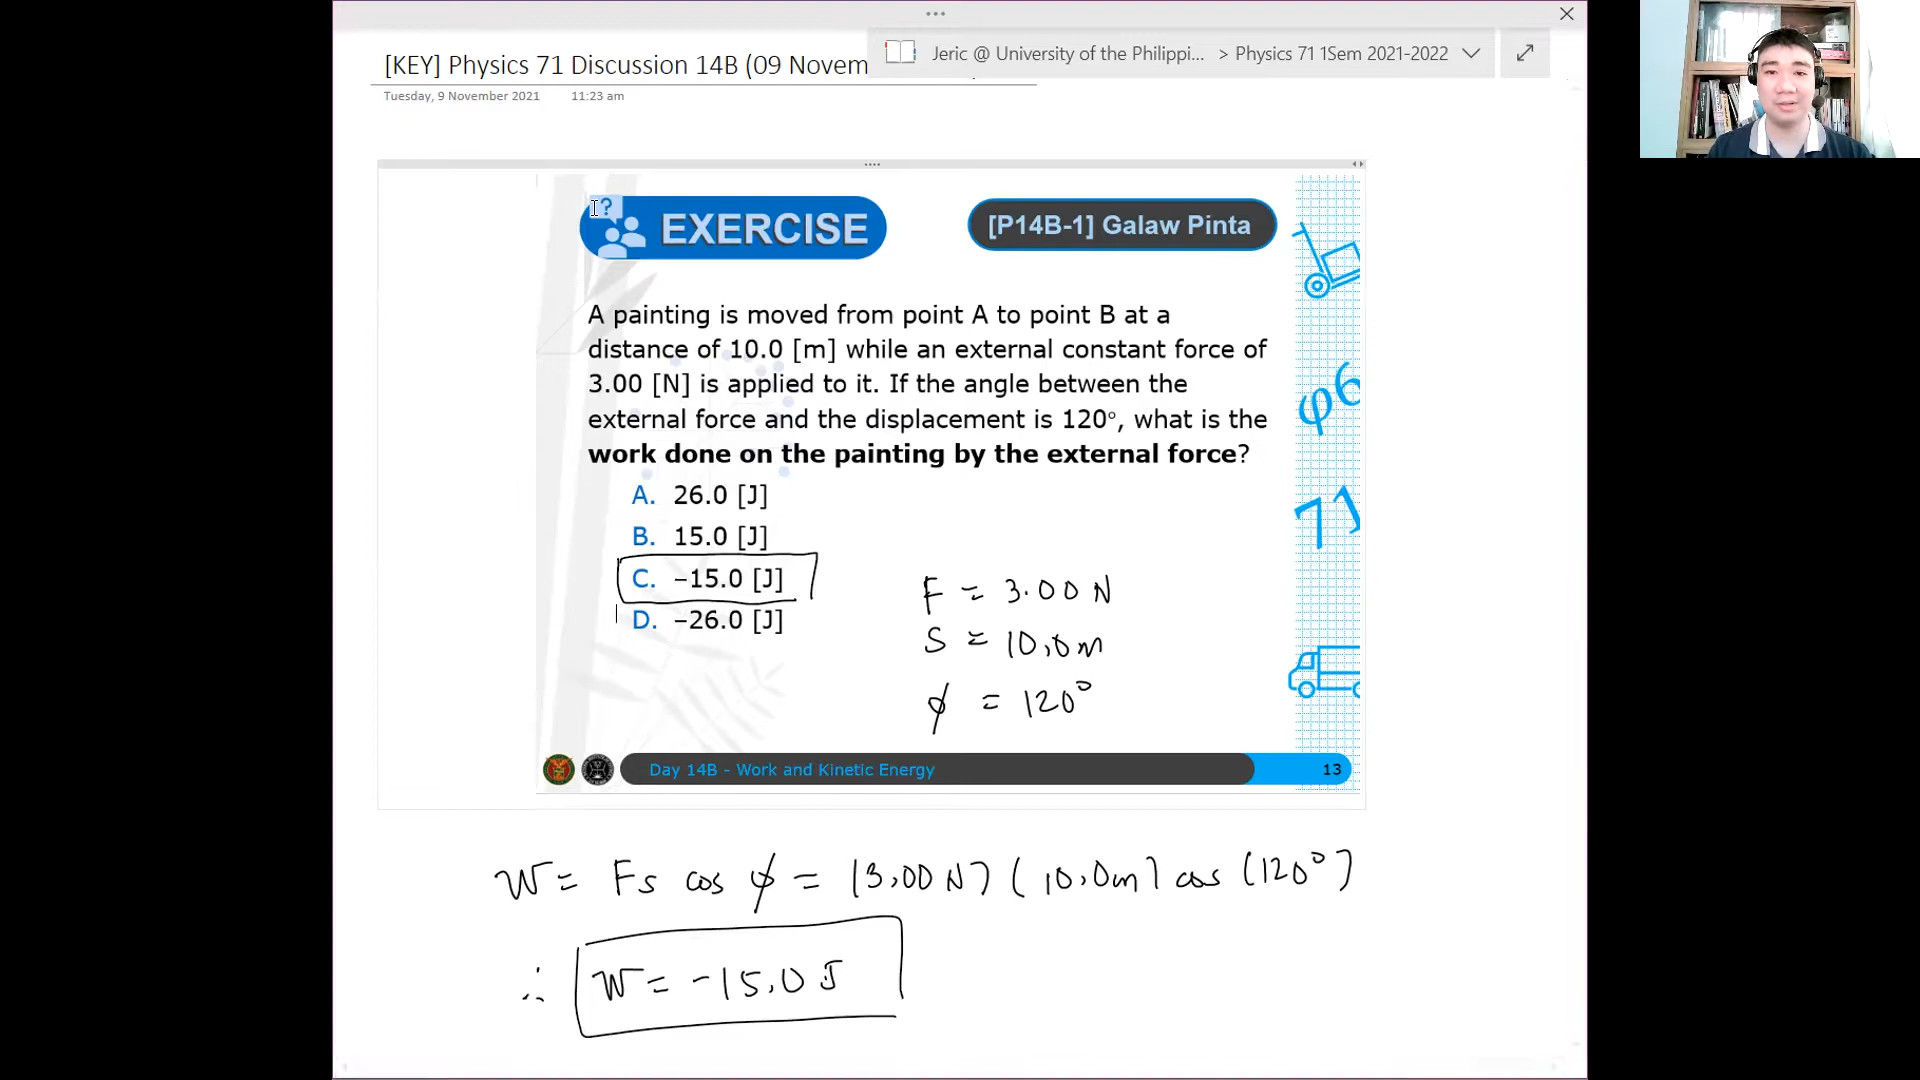 [KEY] Physics 71 Discussion 14B (09 Novem
Jeric @ University of the Philippi... > Physics 71 1Sem 2021-2022
Tuesday, 9 November 2021 11:23 am
EXERCISE
[P14B-1] Galaw Pinta
A painting is moved from point A to point B at a
distance of 10.0 [m] while an external constant force of
3.00 [N] is applied to it. If the angle between the
external force and the displacement is 120°, what is the
work done on the painting by the external force?
A. 26.0 [J]
B. 15.0 [J]
C. –15.0 [J]
D. –26.0 [J]
F = 3.00 N
S = 10.0m
ϕ = 120°
φ6
71
Day 14B - Work and Kinetic Energy
13
W = Fs cos ϕ = (3.00 N) (10.0m) cos (120°)
∴ W = -15.0 J